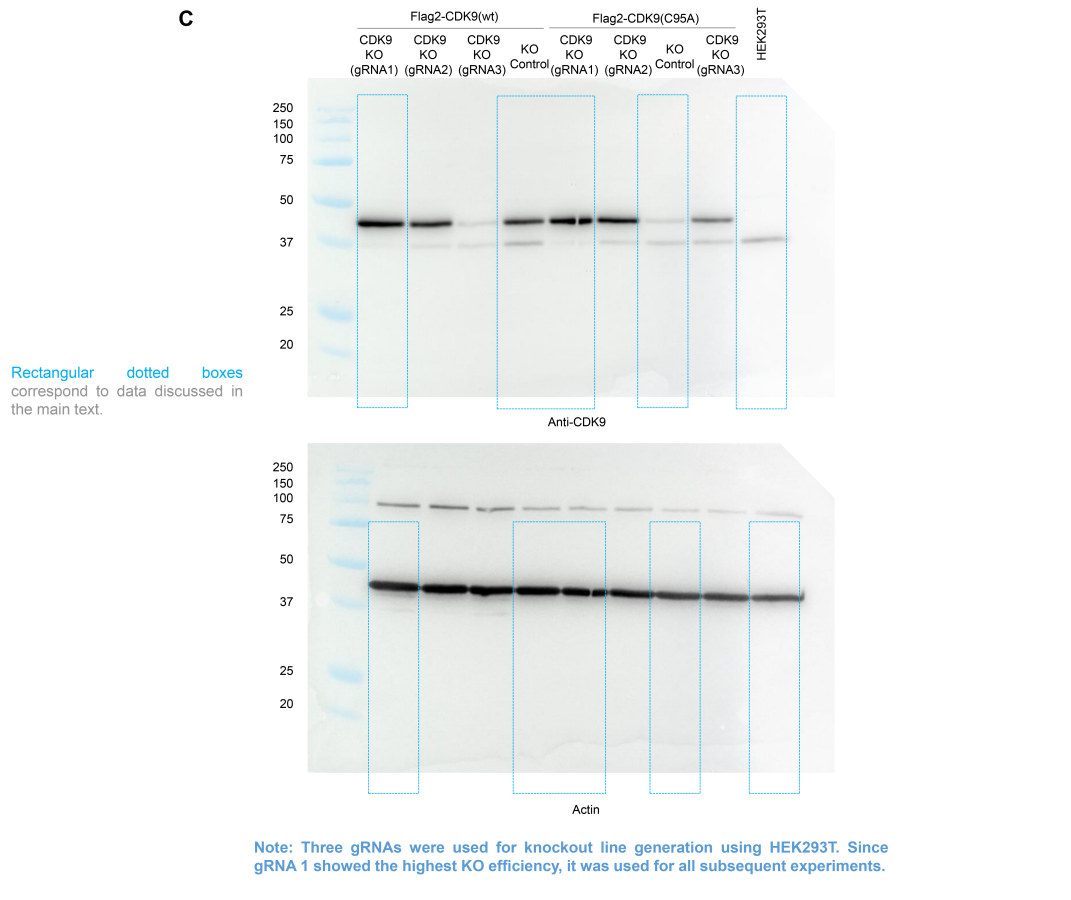 C
Flag2-CDK9(wt)
Flag2-CDK9(C95A)
CDK9 KO (gRNA1)
CDK9 KO (gRNA2)
CDK9 KO (gRNA3)
KO Control
CDK9 KO (gRNA1)
CDK9 KO (gRNA2)
KO Control
CDK9 KO (gRNA3)
HEK293T
250
150
100
75
50
37
25
20
Rectangular dotted boxes
correspond to data discussed in
the main text.
Anti-CDK9
250
150
100
75
50
37
25
20
Actin
Note: Three gRNAs were used for knockout line generation using HEK293T. Since
gRNA 1 showed the highest KO efficiency, it was used for all subsequent experiments.